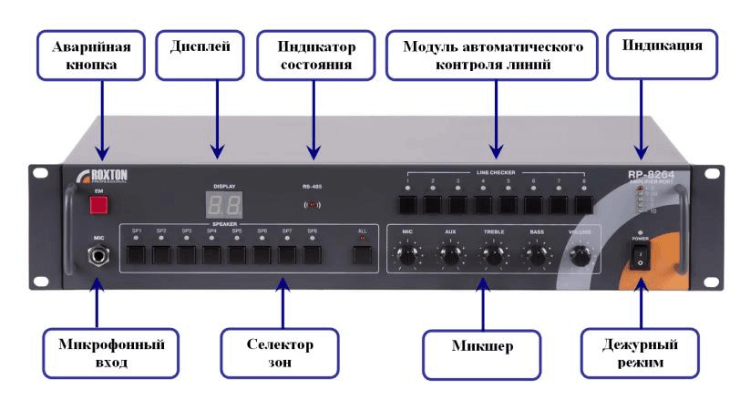 Аварийная
кнопка
Дисплей
Индикатор
состояния
Модуль автоматического
контроля линий
Индикация
ROXTON
EM
DISPLAY
RS-485
LINE CHECKER
1 2 3 4 5 6 7 8
RP-8264
AMPLIFIER PORT
MIC
SPEAKER
SP1 SP2 SP3 SP4 SP5 SP6 SP7 SP8 ALL
MIC AUX TREBLE BASS VOLUME
POWER
Микрофонный
вход
Селектор
зон
Микшер
Дежурный
режим